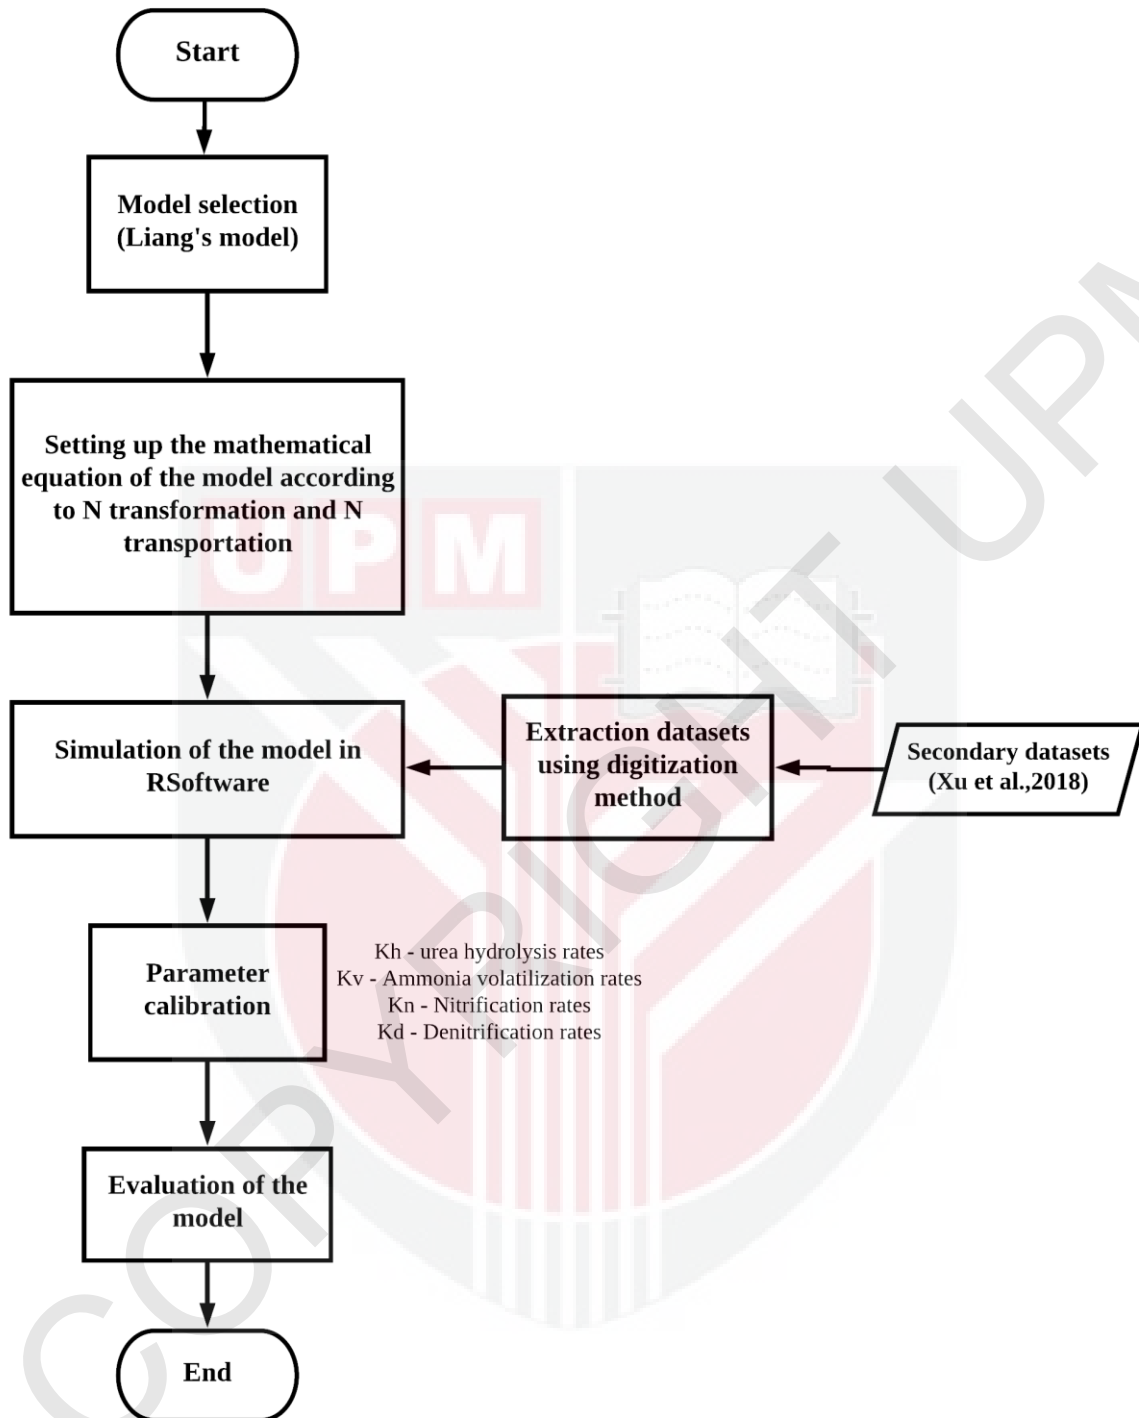 Start
Model selection
(Liang's model)
Setting up the mathematical
equation of the model according
to N transformation and N
transportation
UPM
Simulation of the model in
RSoftware
Extraction datasets
using digitization
method
Secondary datasets
(Xu et al.,2018)
Parameter
calibration
Kh - urea hydrolysis rates
Kv - Ammonia volatilization rates
Kn - Nitrification rates
Kd - Denitrification rates
Evaluation of the
model
End
COPYRIGHT UPM